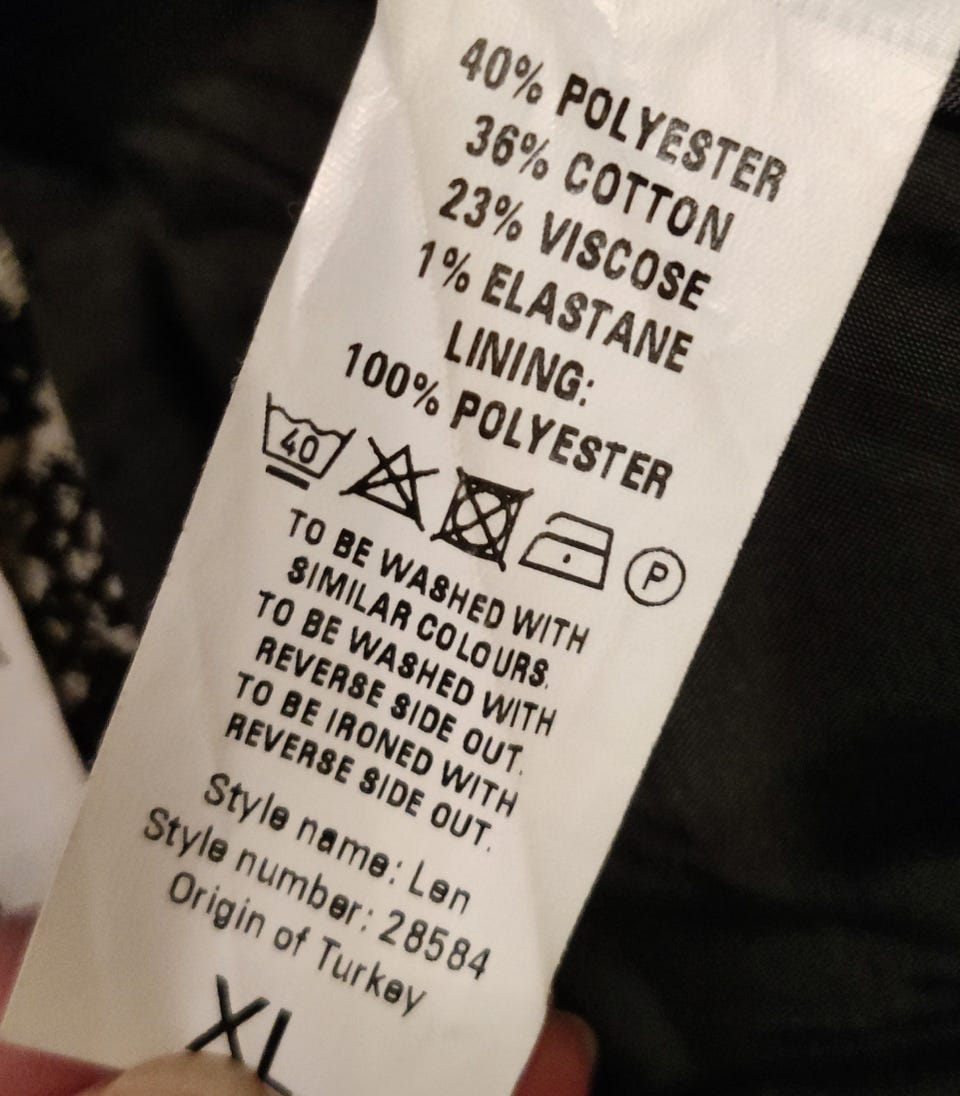 40% POLYESTER
36% COTTON
23% VISCOSE
1% ELASTANE
LINING:
100% POLYESTER
40 P
TO BE WASHED WITH
SIMILAR COLOURS.
TO BE WASHED WITH
REVERSE SIDE OUT.
TO BE IRONED WITH
REVERSE SIDE OUT.
Style name: Len
Style number: 28584
Origin of Turkey
XL